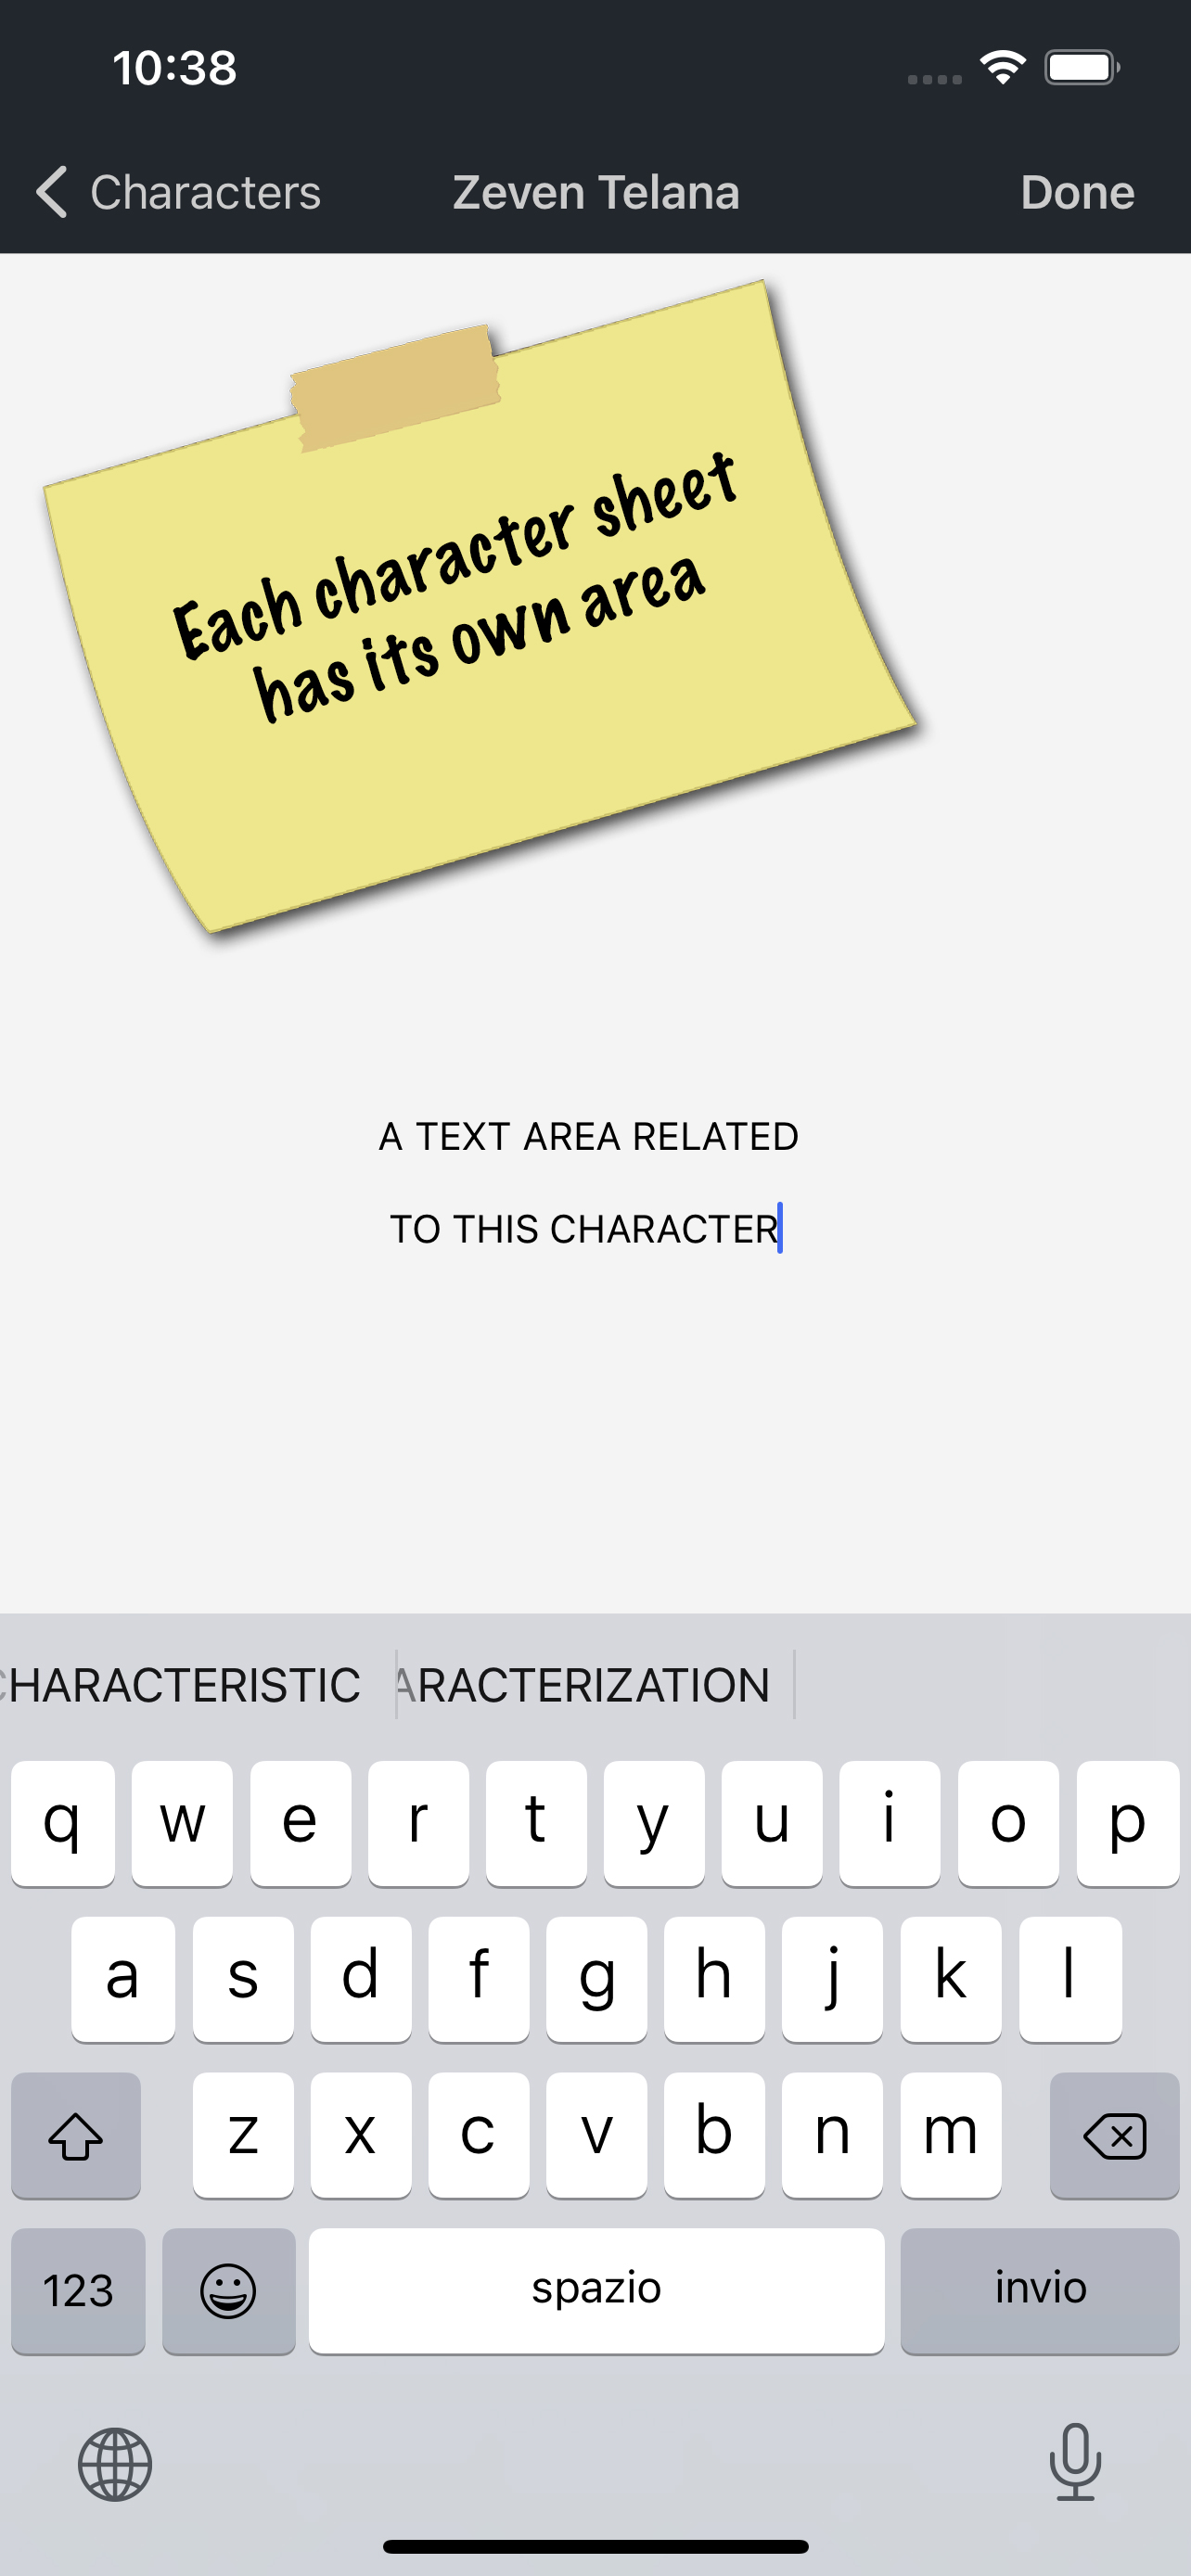 10:38
Characters Zeven Telana Done
Each character sheet
has its own area
A TEXT AREA RELATED
TO THIS CHARACTER
CHARACTERISTIC ARACTERIZATION
q w e r t y u i o p
a s d f g h j k l
z x c v b n m
123 spazio invio